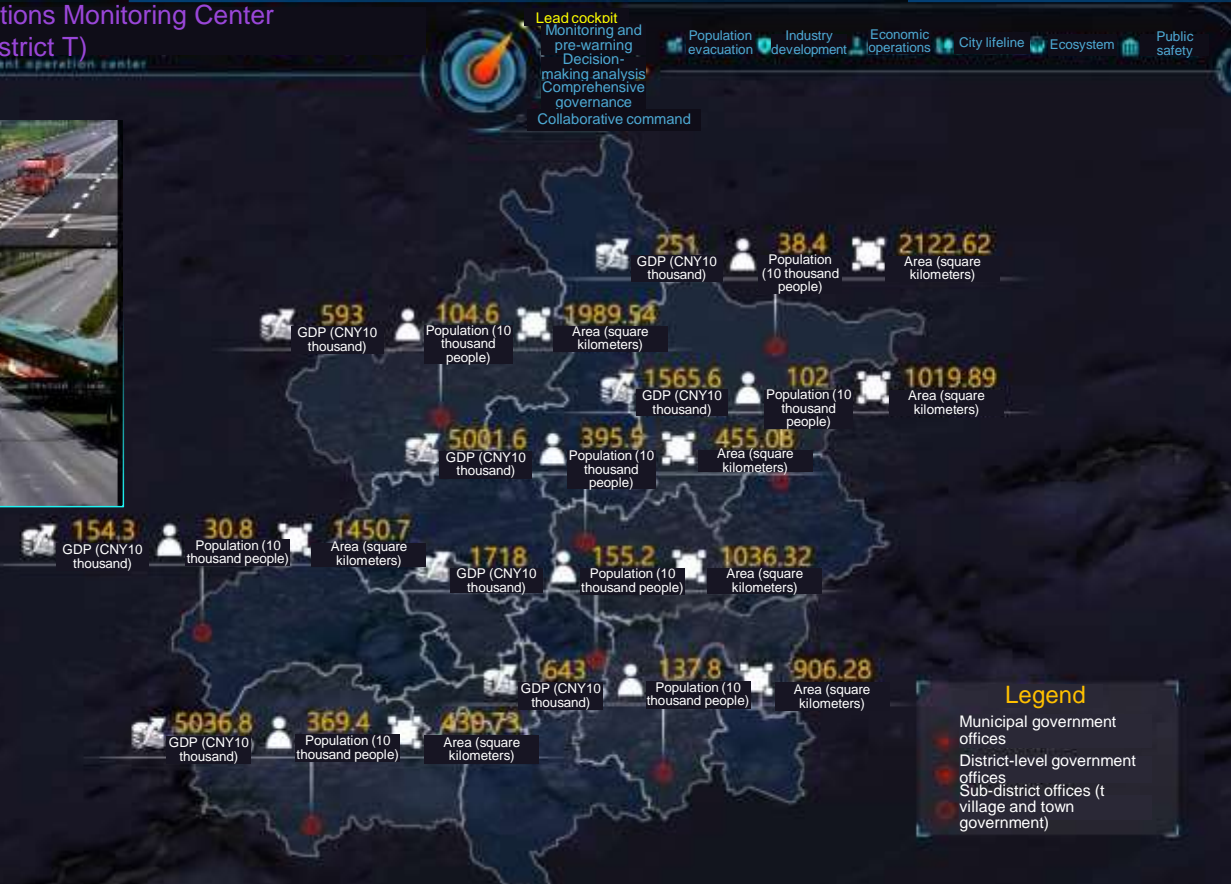 tions Monitoring Center
strict T)
ent operation center
Lead cockpit
Monitoring and
pre-warning
Decision-
making analysis
Comprehensive
governance
Collaborative command
Population
evacuation
Industry
development
Economic
operations
City lifeline
Ecosystem
Public
safety
251
GDP (CNY10
thousand)
38.4
Population
(10 thousand
people)
2122.62
Area (square
kilometers)
593
GDP (CNY10
thousand)
104.6
Population (10
thousand
people)
1989.54
Area (square
kilometers)
1565.6
GDP (CNY10
thousand)
102
Population (10
thousand
people)
1019.89
Area (square
kilometers)
5001.6
GDP (CNY10
thousand)
395.9
Population (10
thousand
people)
455.08
Area (square
kilometers)
154.3
GDP (CNY10
thousand)
30.8
Population (10
thousand people)
1450.7
Area (square
kilometers)
1718
GDP (CNY10
thousand)
155.2
Population (10
thousand people)
1036.32
Area (square
kilometers)
643
GDP (CNY10
thousand)
137.8
Population (10
thousand people)
906.28
Area (square
kilometers)
5036.8
GDP (CNY10
thousand)
369.4
Population (10
thousand people)
439.73
Area (square
kilometers)
Legend
Municipal government
offices
District-level government
offices
Sub-district offices (t
village and town
government)